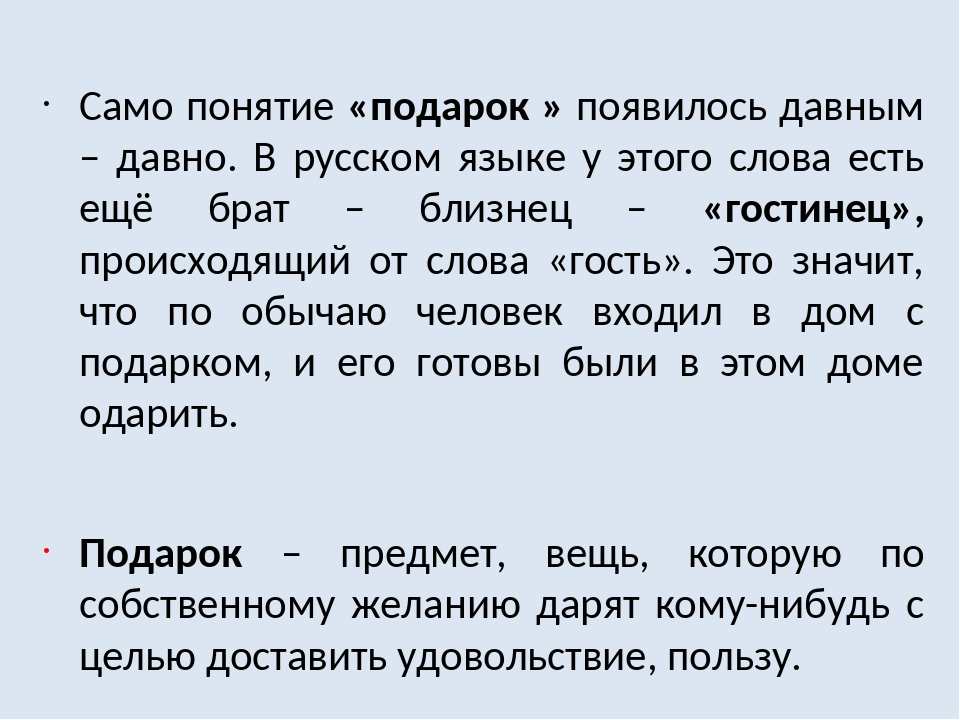 Само понятие «подарок » появилось давным
– давно. В русском языке у этого слова есть
ещё брат – близнец – «гостинец»,
происходящий от слова «гость». Это значит,
что по обычаю человек входил в дом с
подарком, и его готовы были в этом доме
одарить.
Подарок – предмет, вещь, которую по
собственному желанию дарят кому-нибудь с
целью доставить удовольствие, пользу.